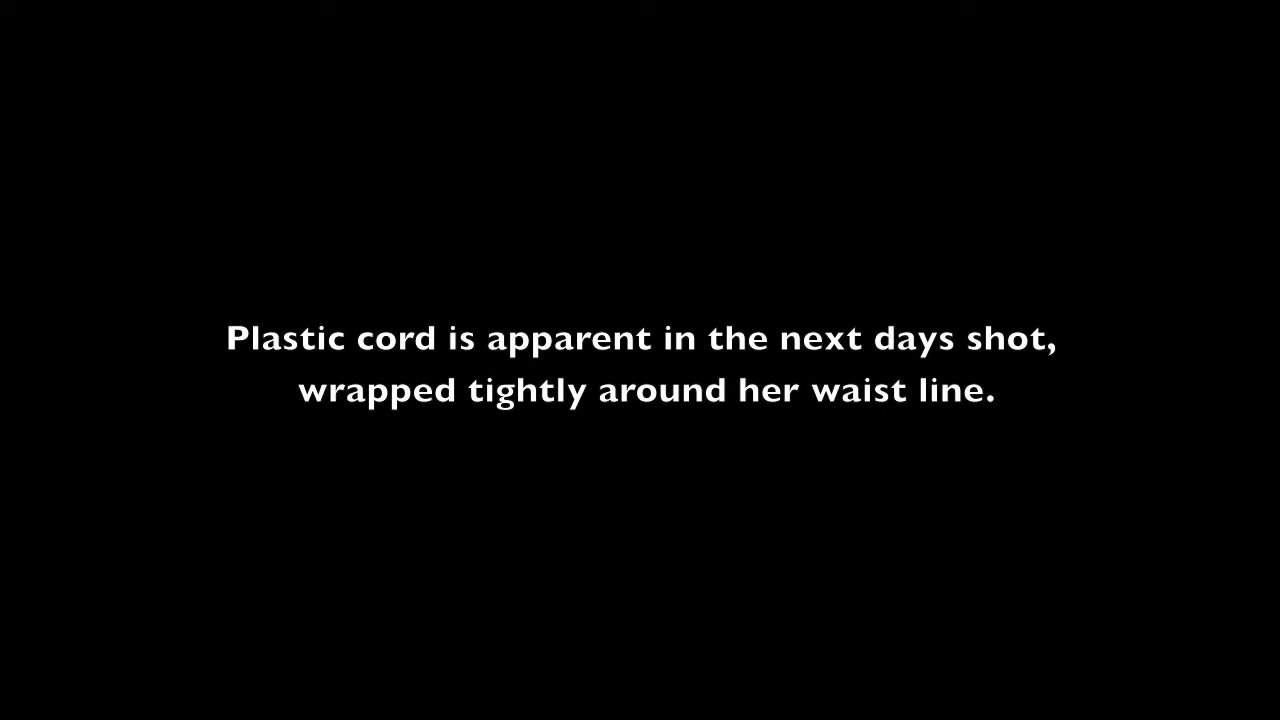 Plastic cord is apparent in the next days shot,
wrapped tightly around her waist line.